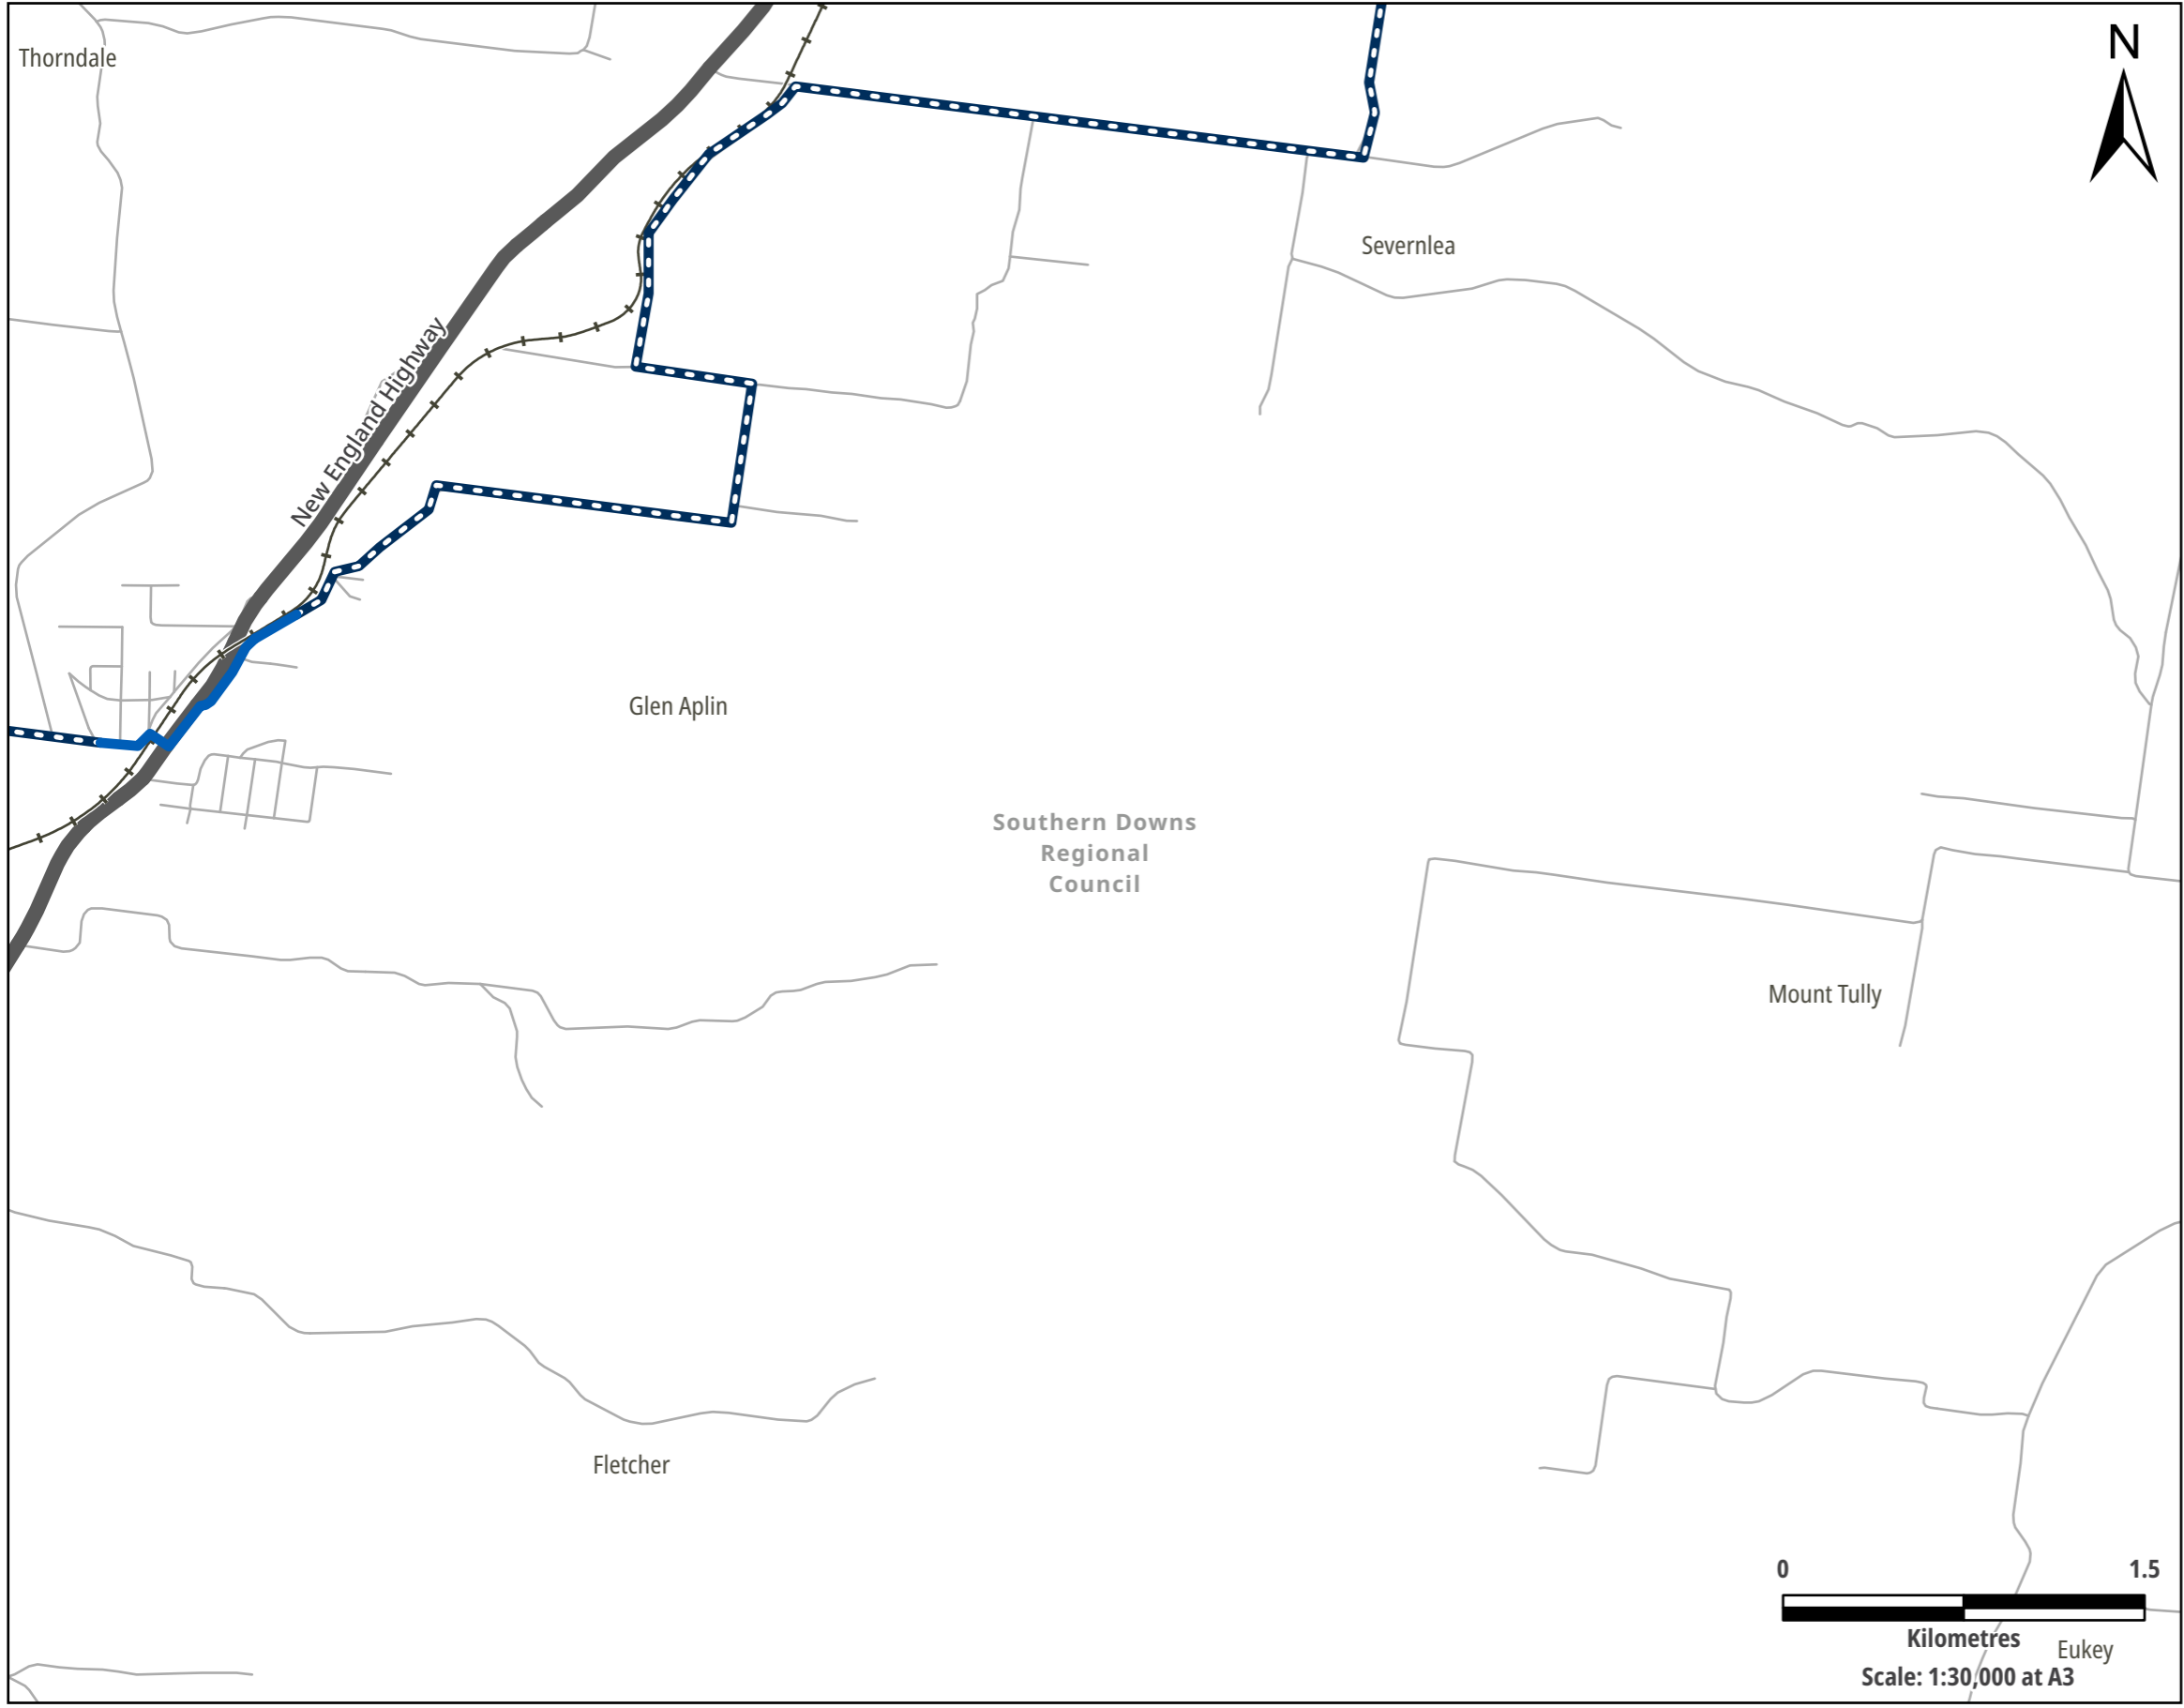 N
Thorndale
Severnlea
New England Highway
Glen Aplin
Southern Downs
Regional
Council
Mount Tully
Fletcher
0 1.5
Kilometres
Eukey
Scale: 1:30,000 at A3